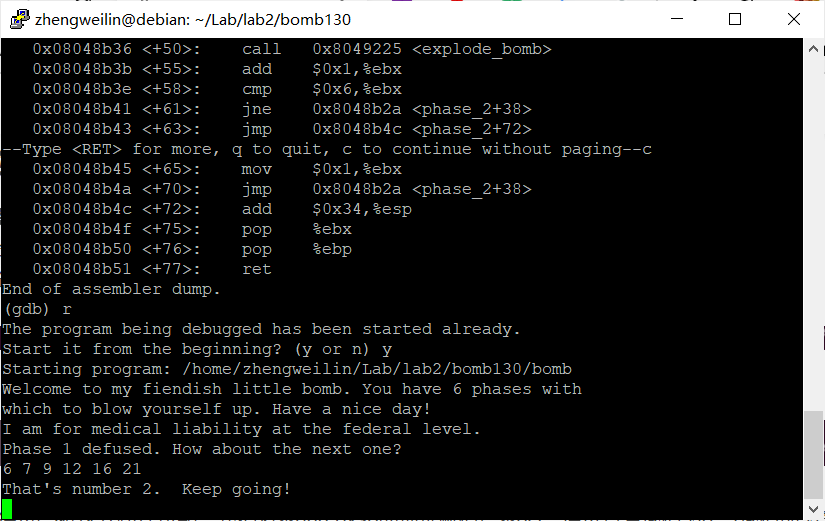 zhengweilin@debian: ~/Lab/lab2/bomb130
0x08048b36 <+50>: call 0x8049225 <explode_bomb>
0x08048b3b <+55>: add $0x1,%ebx
0x08048b3e <+58>: cmp $0x6,%ebx
0x08048b41 <+61>: jne 0x8048b2a <phase_2+38>
0x08048b43 <+63>: jmp 0x8048b4c <phase_2+72>
--Type <RET> for more, q to quit, c to continue without paging--c
0x08048b45 <+65>: mov $0x1,%ebx
0x08048b4a <+70>: jmp 0x8048b2a <phase_2+38>
0x08048b4c <+72>: add $0x34,%esp
0x08048b4f <+75>: pop %ebx
0x08048b50 <+76>: pop %ebp
0x08048b51 <+77>: ret
End of assembler dump.
(gdb) r
The program being debugged has been started already.
Start it from the beginning? (y or n) y
Starting program: /home/zhengweilin/Lab/lab2/bomb130/bomb
Welcome to my fiendish little bomb. You have 6 phases with
which to blow yourself up. Have a nice day!
I am for medical liability at the federal level.
Phase 1 defused. How about the next one?
6 7 9 12 16 21
That's number 2.  Keep going!